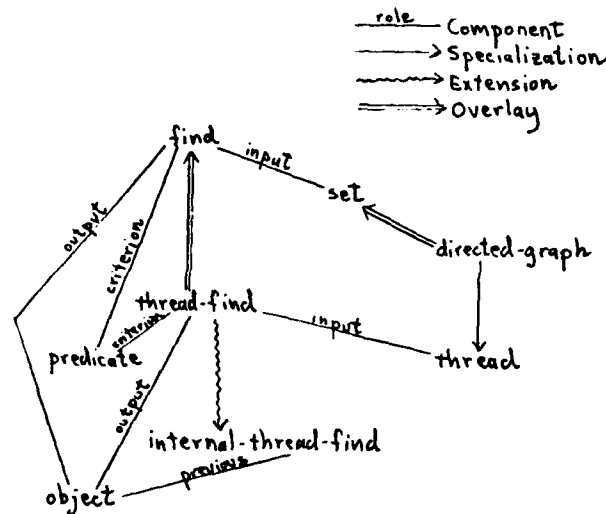 role
Component
Specialization
Extension
Overlay
find
input
set
output
criterion
directed-graph
thread-find
input
criterion
predicate
thread
output
internal-thread-find
previous
object